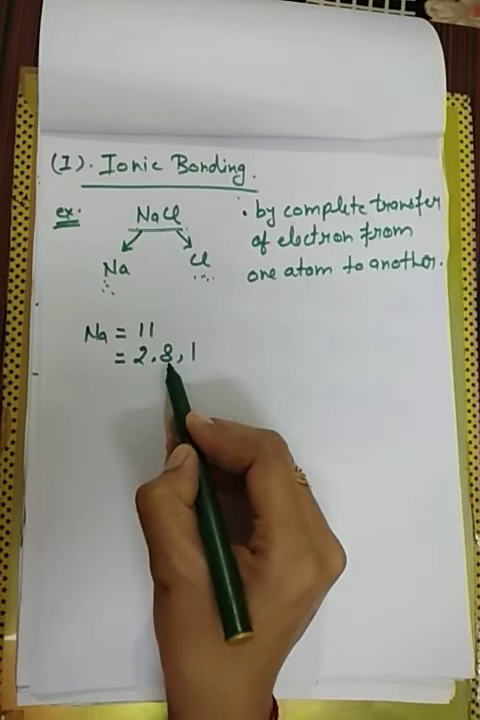 (I). Ionic Bonding.
ex:
NaCl
Na Cl
• by complete transfer
of electron from
one atom to another.
Na = 11
= 2,8,1